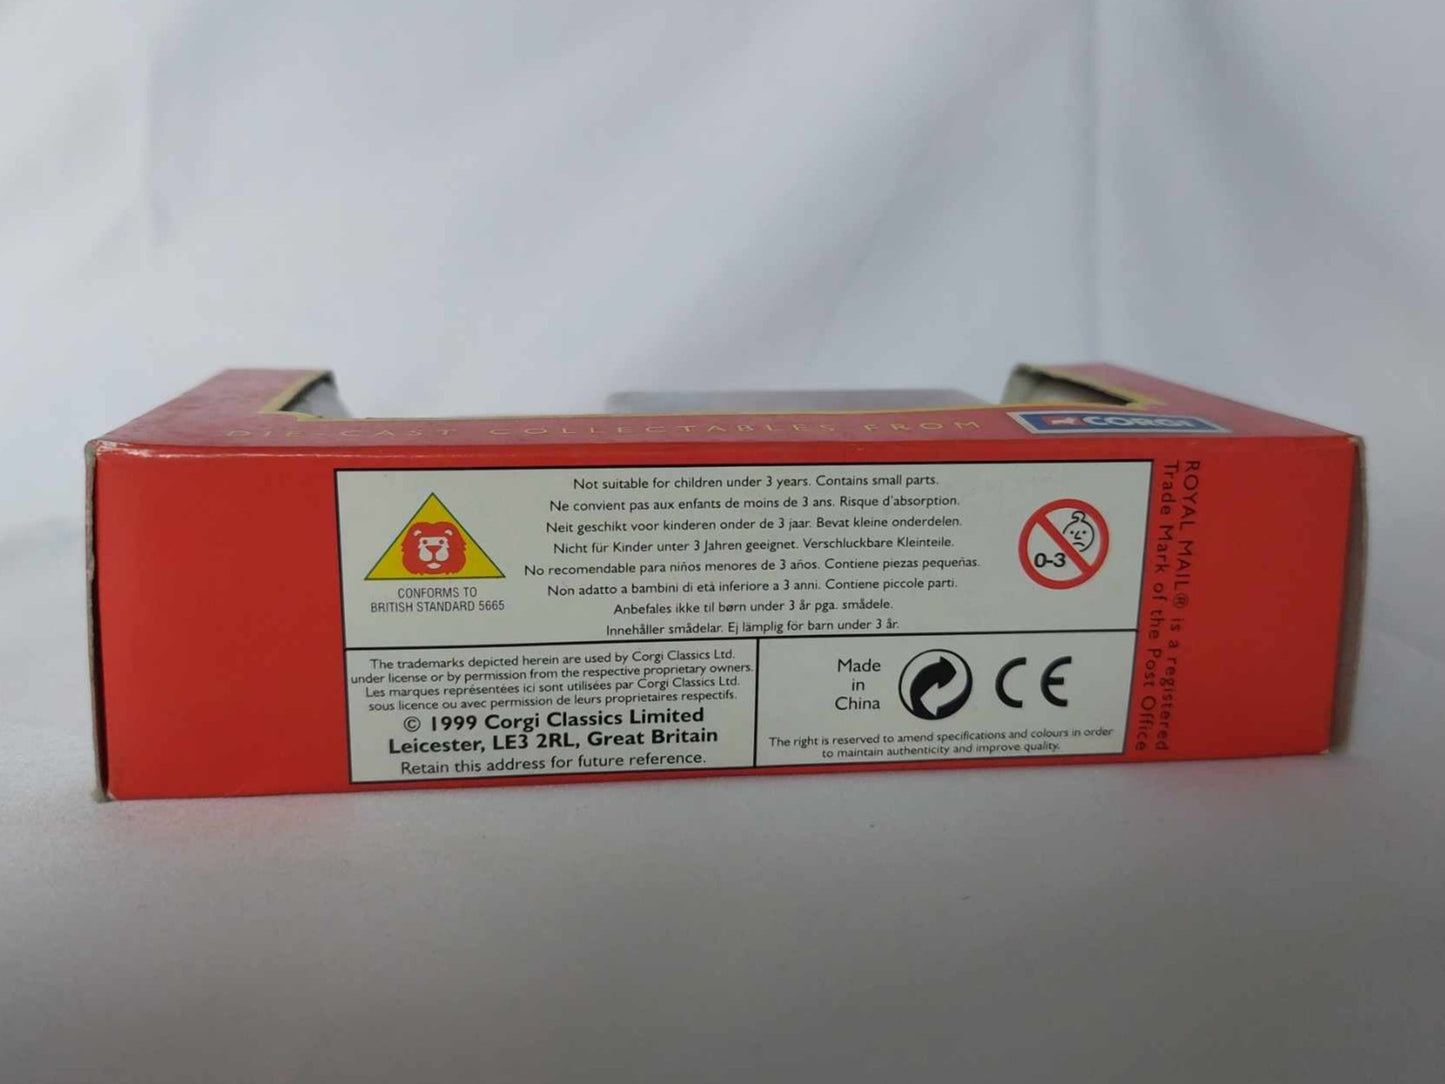 DIE-CAST COLLECTABLES FROM
CORGI
Not suitable for children under 3 years. Contains small parts.
Ne convient pas aux enfants de moins de 3 ans. Risque d'absorption.
Neit geschikt voor kinderen onder de 3 jaar. Bevat kleine onderdelen.
Nicht für Kinder unter 3 Jahren geeignet. Verschluckbare Kleinteile.
No recomendable para niños menores de 3 años. Contiene piezas pequeñas.
Non adatto a bambini di età inferiore a 3 anni. Contiene piccole parti.
Anbefales ikke til børn under 3 år pga. smådele.
Innehåller smådelar. Ej lämplig för barn under 3 år.
CONFORMS TO
BRITISH STANDARD 5665
0-3
The trademarks depicted herein are used by Corgi Classics Ltd.
under license or by permission from the respective proprietary owners.
Les marques représentées ici sont utilisées par Corgi Classics Ltd.
sous licence ou avec permission de leurs proprietaires respectifs.
© 1999 Corgi Classics Limited
Leicester, LE3 2RL, Great Britain
Retain this address for future reference.
Made
in
China
CE
The right is reserved to amend specifications and colours in order
to maintain authenticity and improve quality.
ROYAL MAIL® is a registered
Trade Mark of the Post Office